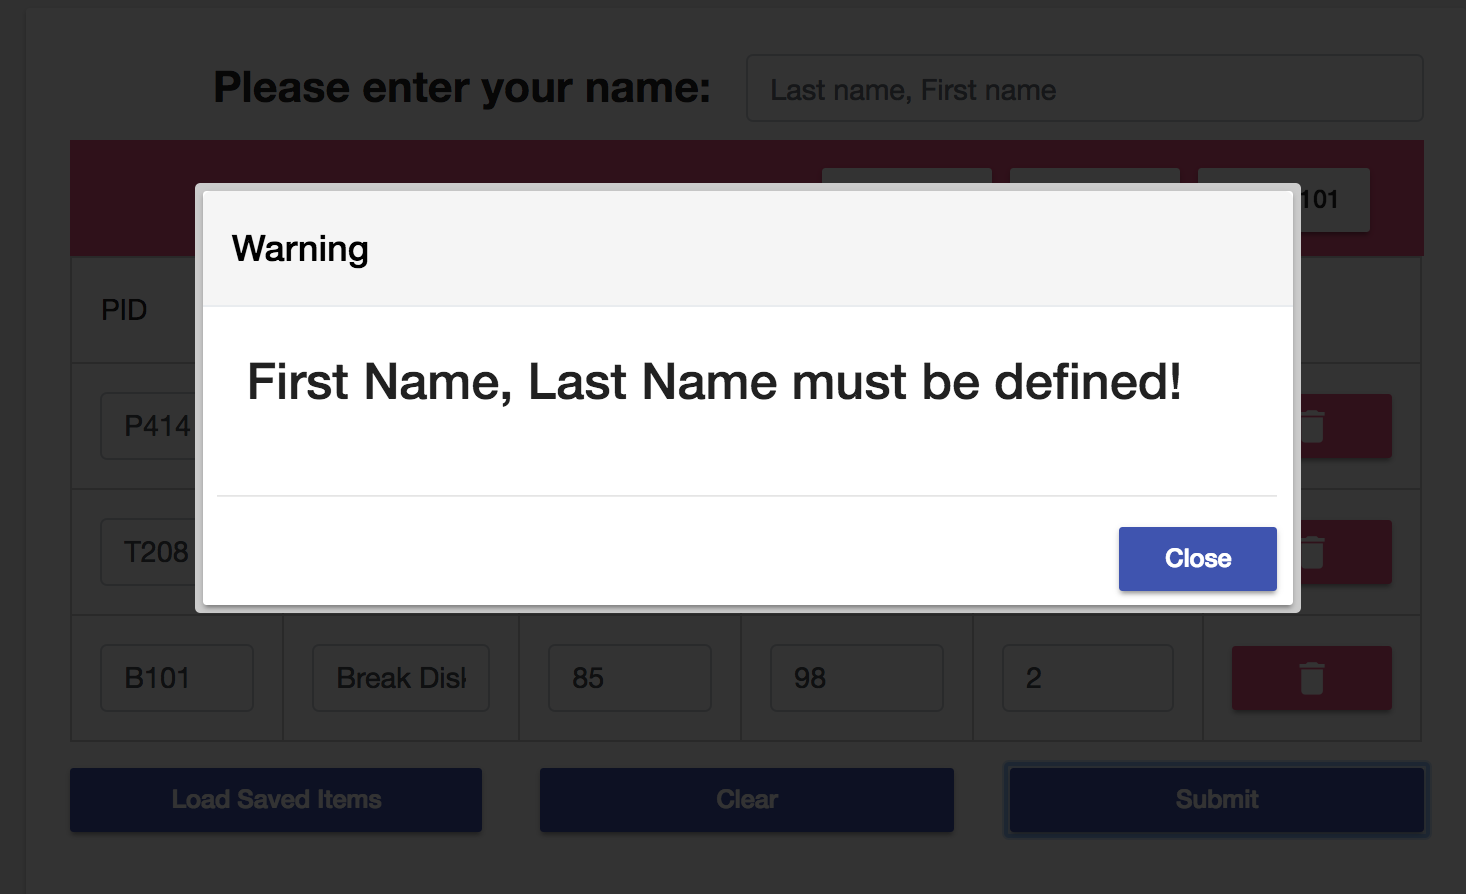 Please enter your name:
Last name, First name
101
Warning
PID
First Name, Last Name must be defined!
P414
T208
Close
B101
Break Disk
85
98
2
Load Saved Items
Clear
Submit